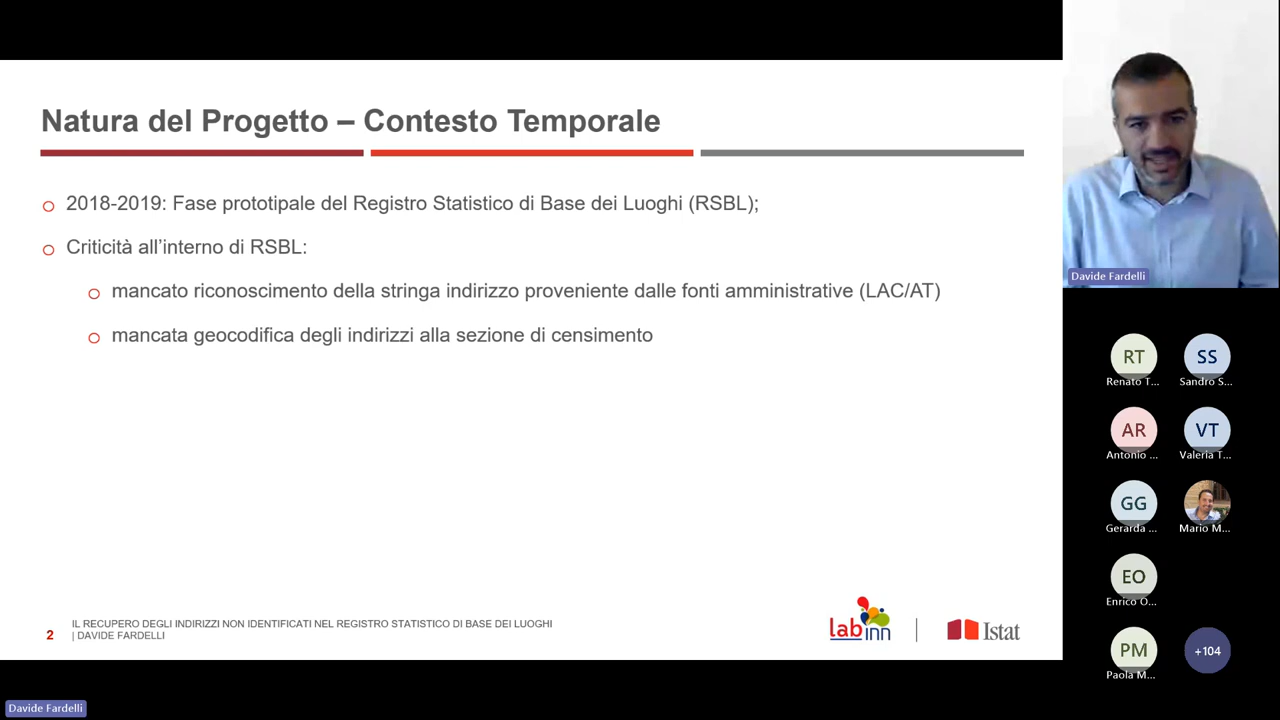 Natura del Progetto – Contesto Temporale
2018-2019: Fase prototipale del Registro Statistico di Base dei Luoghi (RSBL);
Criticità all’interno di RSBL:
mancato riconoscimento della stringa indirizzo proveniente dalle fonti amministrative (LAC/AT)
mancata geocodifica degli indirizzi alla sezione di censimento
2
IL RECUPERO DEGLI INDIRIZZI NON IDENTIFICATI NEL REGISTRO STATISTICO DI BASE DEI LUOGHI
| DAVIDE FARDELLI
lab inn
Istat
Davide Fardelli
RT
Renato T...
SS
Sandro S...
AR
Antonio ...
VT
Valeria T...
GG
Gerarda ...
Mario M...
EO
Enrico O...
PM
Paola M...
+104
Davide Fardelli